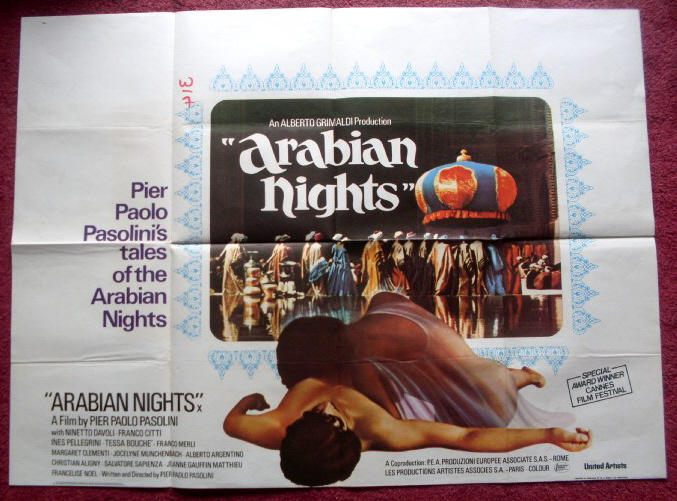 317
An ALBERTO GRIMALDI Production
"arabian
nights"
Pier
Paolo
Pasolini's
tales
of the
Arabian
Nights
"ARABIAN NIGHTS" X
A Film by PIER PAOLO PASOLINI
with NINETTO DAVOLI · FRANCO CITTI
INES PELLEGRINI · TESSA BOUCHE' · FRANCO MERLI
MARGARET CLEMENTI · JOCELYNE MUNCHENBACH · ALBERTO ARGENTINO
CHRISTIAN ALIGNY · SALVATORE SAPIENZA · JEANNE GAUFFIN MATTHIEU
FRANCELISE NOEL · Written and Directed by PIER PAOLO PASOLINI
SPECIAL
AWARD WINNER
CANNES
FILM FESTIVAL
A Coproduction: P.E.A. PRODUZIONI EUROPEE ASSOCIATE S.A.S. - ROME
LES PRODUCTIONS ARTISTES ASSOCIES S.A. - PARIS · COLOUR
United Artists